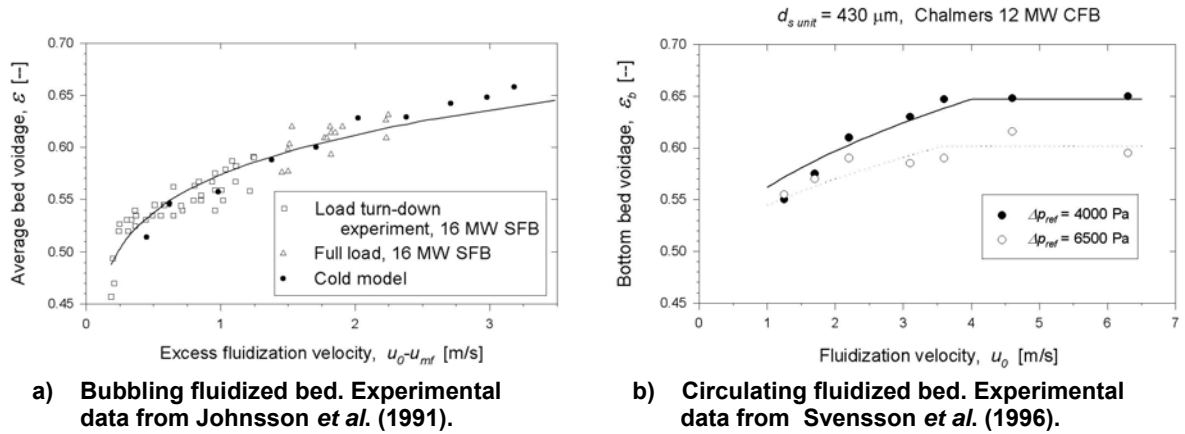 0.70
0.65
0.60
0.55
0.50
0.45
Average bed voidage, ε [--]
0
1
2
3
Excess fluidization velocity, u0-umf [m/s]
Load turn-down
experiment, 16 MW SFB
Full load, 16 MW SFB
Cold model
a) Bubbling fluidized bed. Experimental
data from Johnsson et al. (1991).
ds unit = 430 μm, Chalmers 12 MW CFB
0.70
0.65
0.60
0.55
0.50
0.45
Bottom bed voidage, εb [--]
0
1
2
3
4
5
6
7
Fluidization velocity, u0 [m/s]
Δpref = 4000 Pa
Δpref = 6500 Pa
b) Circulating fluidized bed. Experimental
data from Svensson et al. (1996).